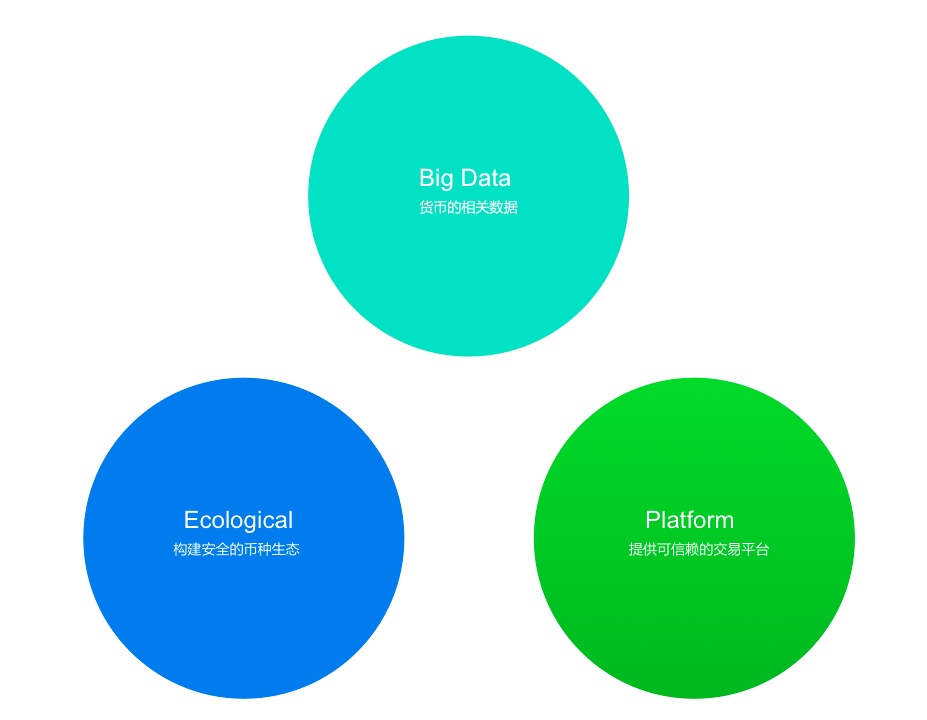 Big Data
货币的相关数据
Ecological
构建安全的币种生态
Platform
提供可信赖的交易平台